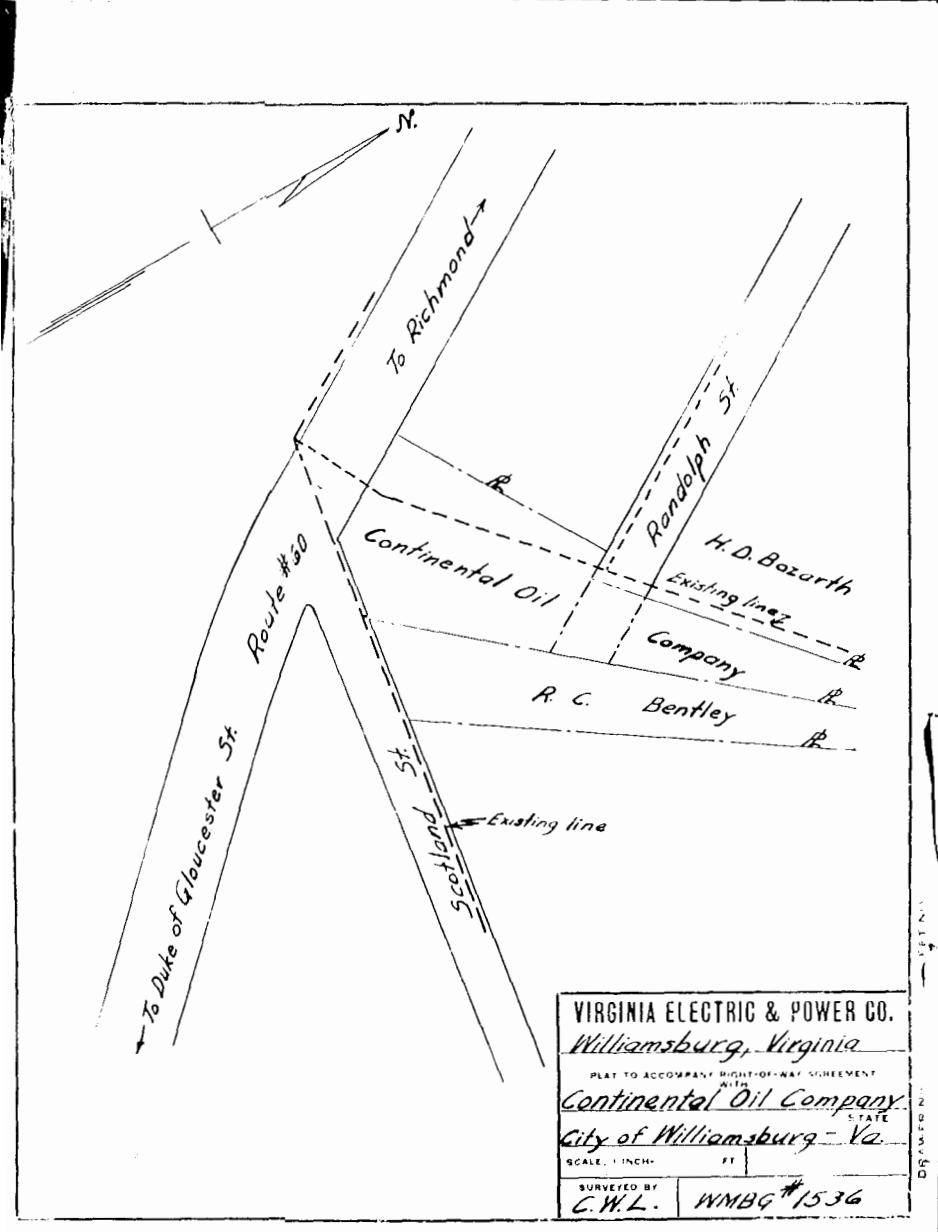 N.
To Richmond →
Randolph St.
H. D. Bozarth
Existing line
Continental Oil
Company
Route #60
R. C. Bentley
Scotland St.
Existing line
← To Duke of Gloucester St.
VIRGINIA ELECTRIC & POWER CO.
Williamsburg, Virginia
PLAT TO ACCOMPANY RIGHT-OF-WAY AGREEMENT
WITH
Continental Oil Company
STATE
City of Williamsburg - Va.
SCALE, 1 INCH= FT
SURVEYED BY
C.W.L. WMBG #1536